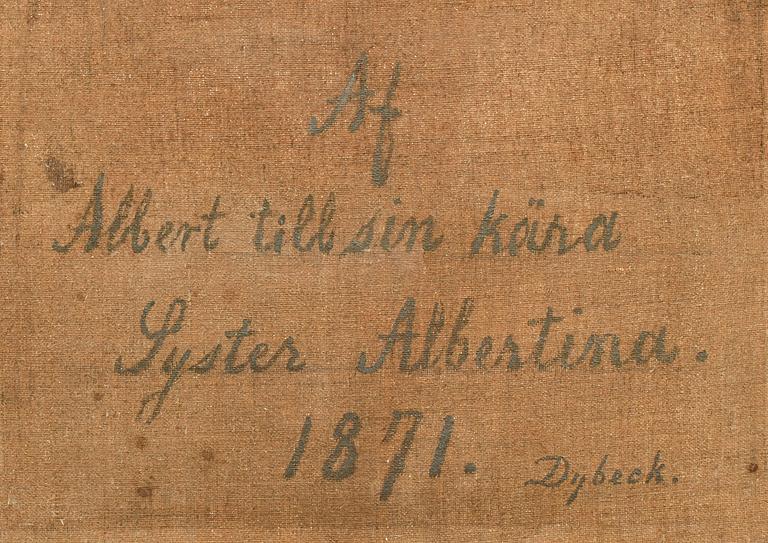 Af
Albert till sin kära
Syster Albertina.
1871. Dybeck.